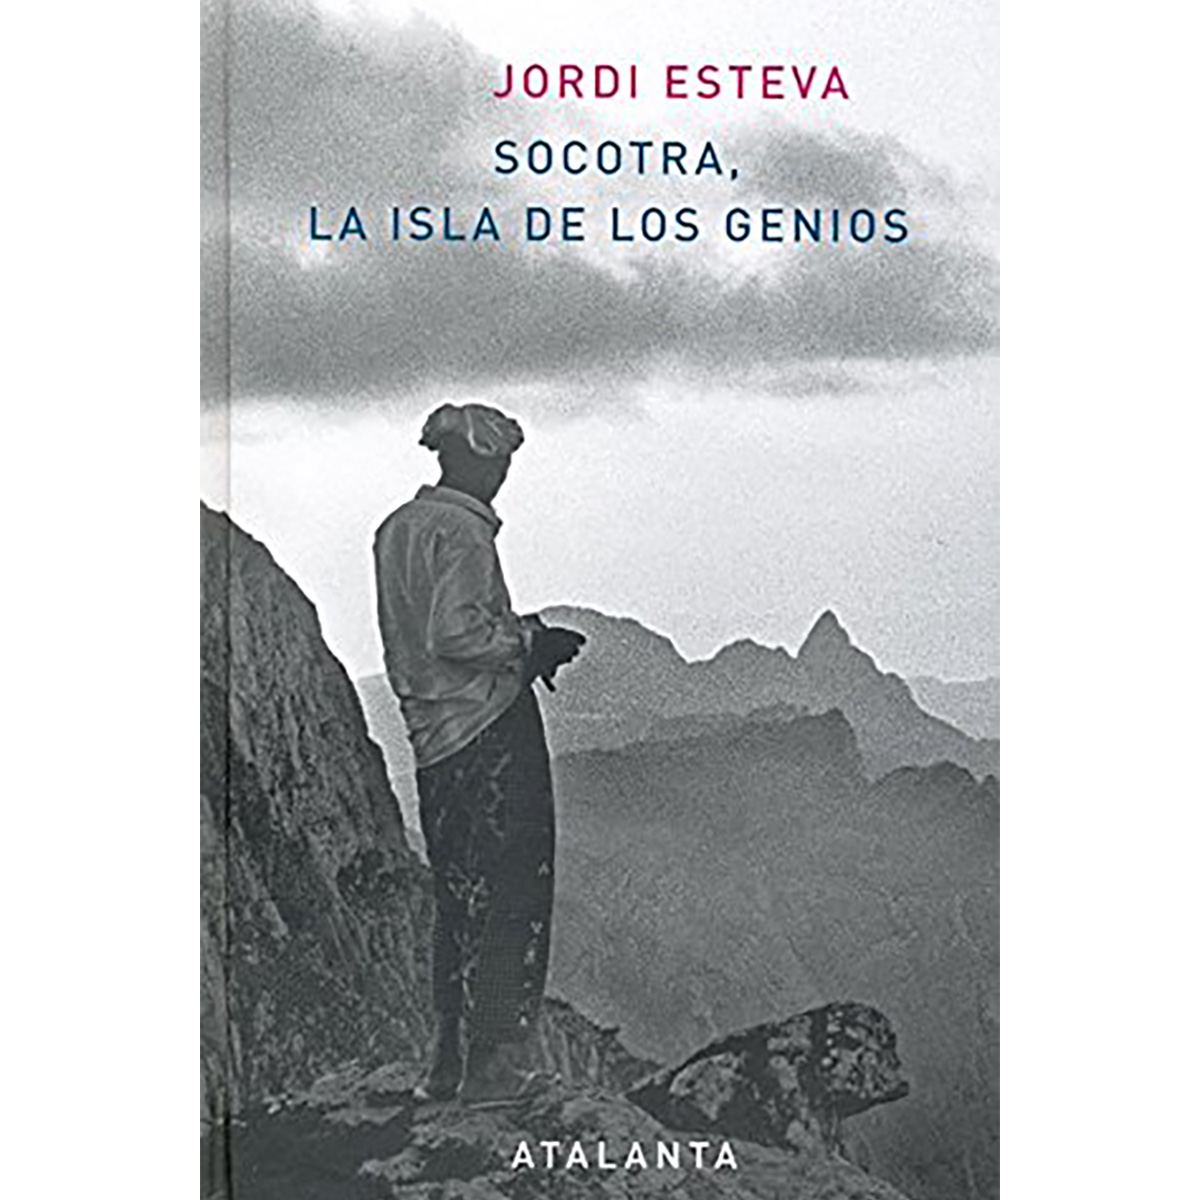 JORDI ESTEVA
SOCOTRA,
LA ISLA DE LOS GENIOS
ATALANTA